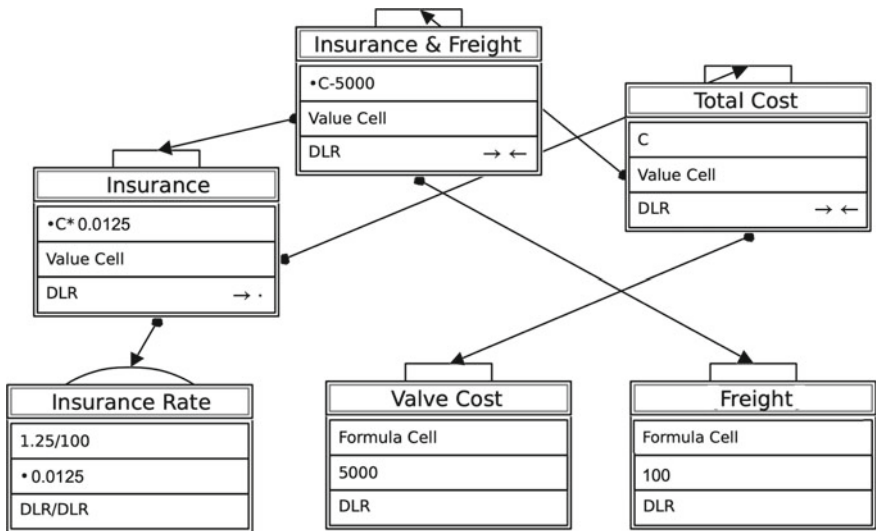 Insurance & Freight
•C-5000
Value Cell
DLR → ←
Total Cost
C
Value Cell
DLR → ←
Insurance
•C* 0.0125
Value Cell
DLR → ·
Insurance Rate
1.25/100
• 0.0125
DLR/DLR
Valve Cost
Formula Cell
5000
DLR
Freight
Formula Cell
100
DLR